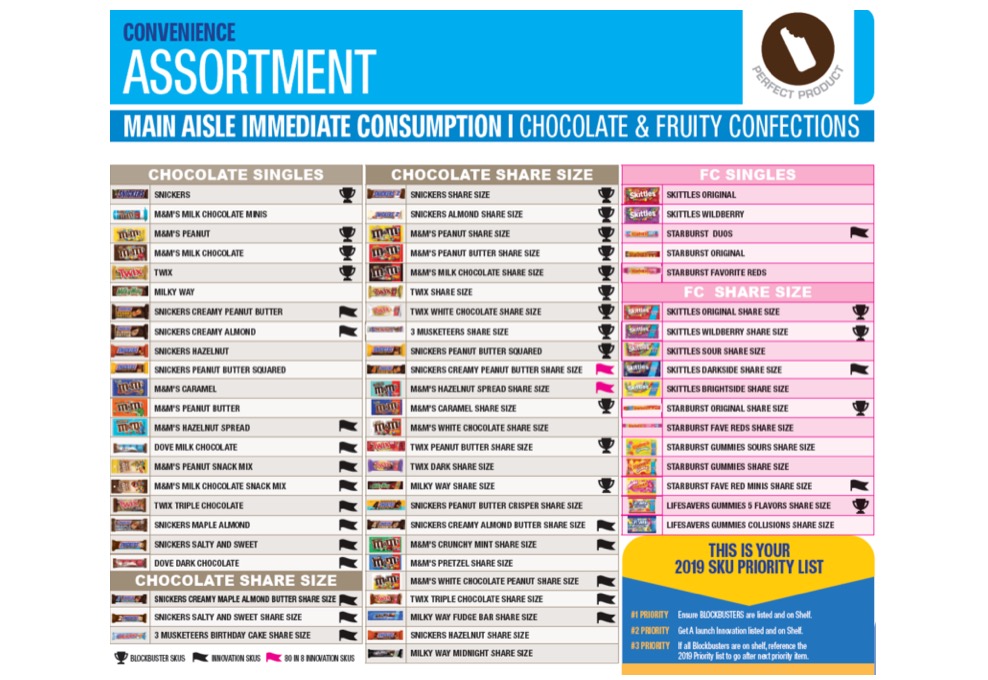 CONVENIENCE
ASSORTMENT
PERFECT PRODUCT
MAIN AISLE IMMEDIATE CONSUMPTION | CHOCOLATE & FRUITY CONFECTIONS
CHOCOLATE SINGLES
SNICKERS
M&M'S MILK CHOCOLATE MINIS
M&M'S PEANUT
M&M'S MILK CHOCOLATE
TWIX
MILKY WAY
SNICKERS CREAMY PEANUT BUTTER
SNICKERS CREAMY ALMOND
SNICKERS HAZELNUT
SNICKERS PEANUT BUTTER SQUARED
M&M'S CARAMEL
M&M'S PEANUT BUTTER
M&M'S HAZELNUT SPREAD
DOVE MILK CHOCOLATE
M&M'S PEANUT SNACK MIX
M&M'S MILK CHOCOLATE SNACK MIX
TWIX TRIPLE CHOCOLATE
SNICKERS MAPLE ALMOND
SNICKERS SALTY AND SWEET
DOVE DARK CHOCOLATE
CHOCOLATE SHARE SIZE
SNICKERS CREAMY MAPLE ALMOND BUTTER SHARE SIZE
SNICKERS SALTY AND SWEET SHARE SIZE
3 MUSKETEERS BIRTHDAY CAKE SHARE SIZE
BLOCKBUSTER SKUS INNOVATION SKUS 80 IN 8 INNOVATION SKUS
CHOCOLATE SHARE SIZE
SNICKERS SHARE SIZE
SNICKERS ALMOND SHARE SIZE
M&M'S PEANUT SHARE SIZE
M&M'S PEANUT BUTTER SHARE SIZE
M&M'S MILK CHOCOLATE SHARE SIZE
TWIX SHARE SIZE
TWIX WHITE CHOCOLATE SHARE SIZE
3 MUSKETEERS SHARE SIZE
SNICKERS PEANUT BUTTER SQUARED
SNICKERS CREAMY PEANUT BUTTER SHARE SIZE
M&M'S HAZELNUT SPREAD SHARE SIZE
M&M'S CARAMEL SHARE SIZE
M&M'S WHITE CHOCOLATE SHARE SIZE
TWIX PEANUT BUTTER SHARE SIZE
TWIX DARK SHARE SIZE
MILKY WAY SHARE SIZE
SNICKERS PEANUT BUTTER CRISPER SHARE SIZE
SNICKERS CREAMY ALMOND BUTTER SHARE SIZE
M&M'S CRUNCHY MINT SHARE SIZE
M&M'S PRETZEL SHARE SIZE
M&M'S WHITE CHOCOLATE PEANUT SHARE SIZE
TWIX TRIPLE CHOCOLATE SHARE SIZE
MILKY WAY FUDGE BAR SHARE SIZE
SNICKERS HAZELNUT SHARE SIZE
MILKY WAY MIDNIGHT SHARE SIZE
FC SINGLES
SKITTLES ORIGINAL
SKITTLES WILDBERRY
STARBURST DUOS
STARBURST ORIGINAL
STARBURST FAVORITE REDS
FC SHARE SIZE
SKITTLES ORIGINAL SHARE SIZE
SKITTLES WILDBERRY SHARE SIZE
SKITTLES SOUR SHARE SIZE
SKITTLES DARKSIDE SHARE SIZE
SKITTLES BRIGHTSIDE SHARE SIZE
STARBURST ORIGINAL SHARE SIZE
STARBURST FAVE REDS SHARE SIZE
STARBURST GUMMIES SOURS SHARE SIZE
STARBURST GUMMIES SHARE SIZE
STARBURST FAVE RED MINIS SHARE SIZE
LIFESAVERS GUMMIES 5 FLAVORS SHARE SIZE
LIFESAVERS GUMMIES COLLISIONS SHARE SIZE
THIS IS YOUR
2019 SKU PRIORITY LIST
#1 PRIORITY Ensure BLOCKBUSTERS are listed and on Shelf.
#2 PRIORITY Get A launch Innovation listed and on Shelf.
#3 PRIORITY If all Blockbusters are on shelf, reference the
2019 Priority list to go after next priority item.